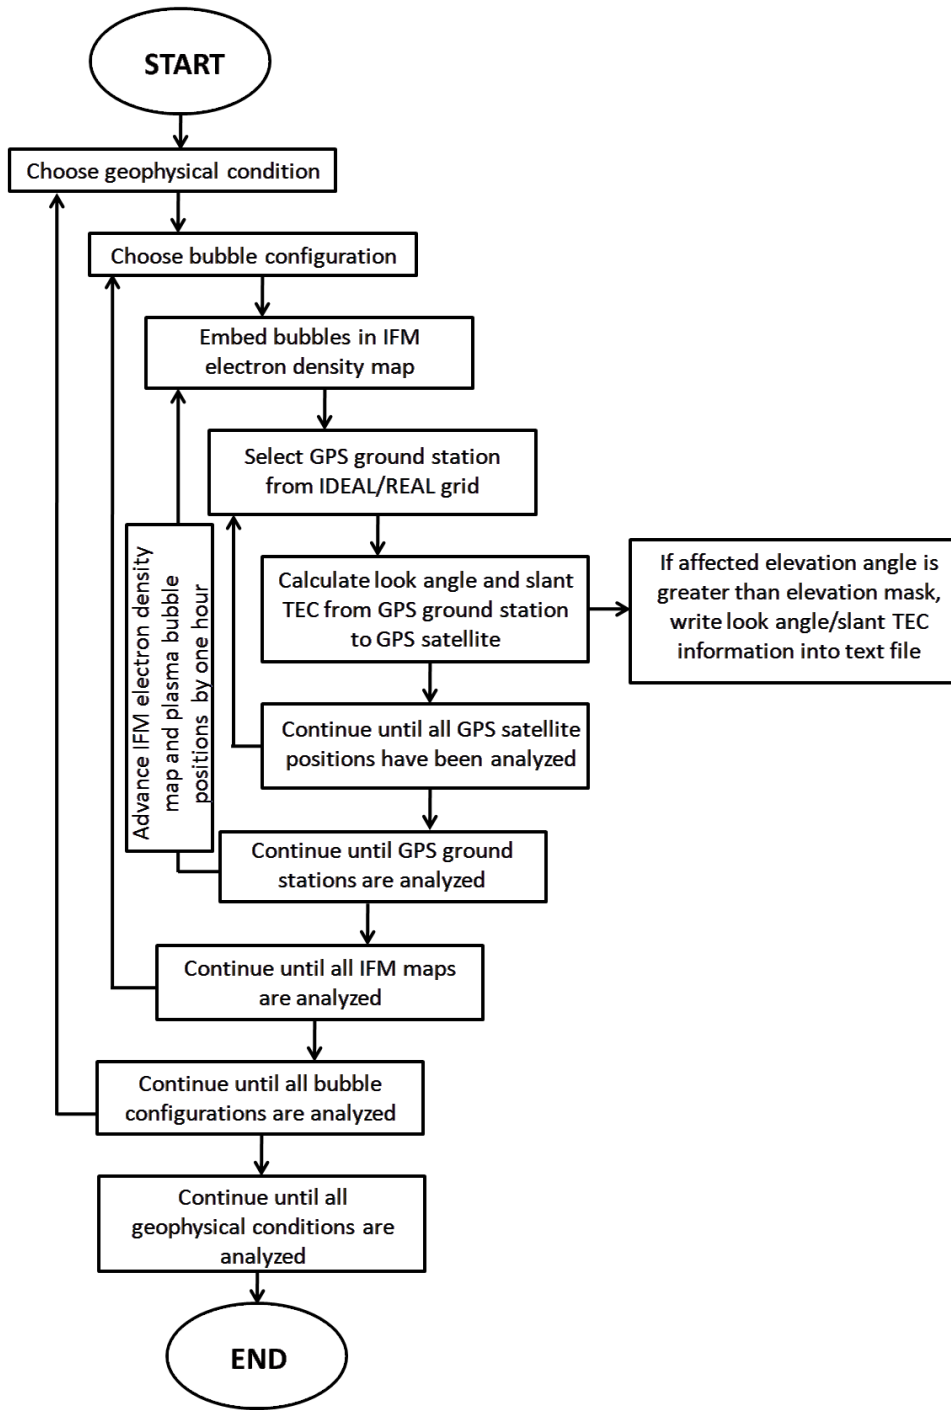 START
Choose geophysical condition
Choose bubble configuration
Embed bubbles in IFM
electron density map
Select GPS ground station
from IDEAL/REAL grid
Advance IFM electron density
map and plasma bubble
positions by one hour
Calculate look angle and slant
TEC from GPS ground station
to GPS satellite
If affected elevation angle is
greater than elevation mask,
write look angle/slant TEC
information into text file
Continue until all GPS satellite
positions have been analyzed
Continue until GPS ground
stations are analyzed
Continue until all IFM maps
are analyzed
Continue until all bubble
configurations are analyzed
Continue until all
geophysical conditions are
analyzed
END